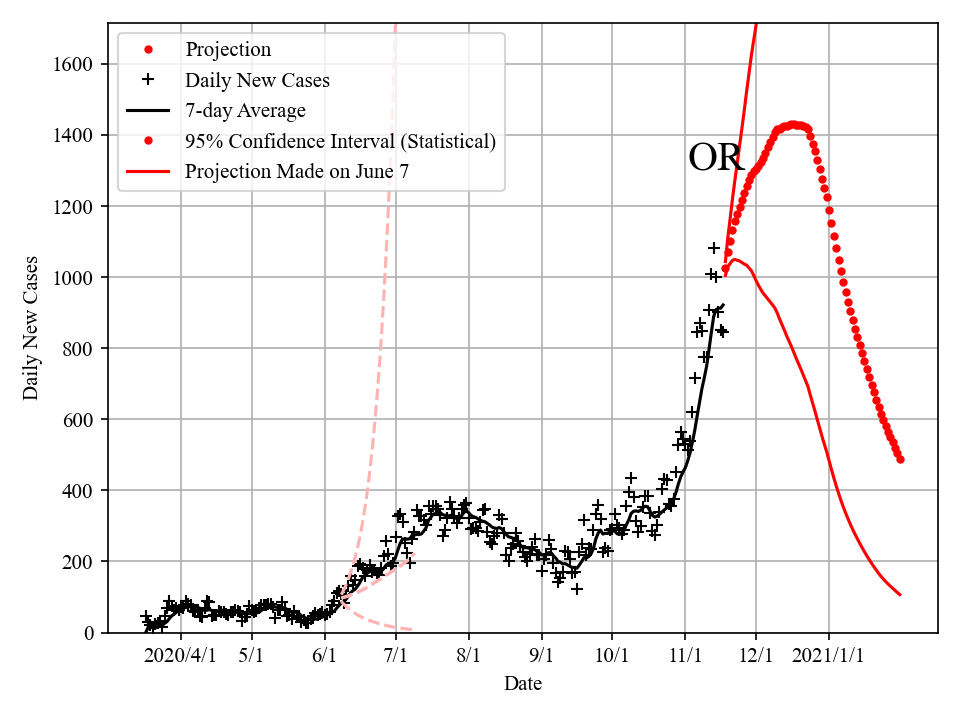 Projection
Daily New Cases
7-day Average
95% Confidence Interval (Statistical)
Projection Made on June 7
OR
1600
1400
1200
1000
800
600
400
200
0
Daily New Cases
2020/4/1 5/1 6/1 7/1 8/1 9/1 10/1 11/1 12/1 2021/1/1
Date